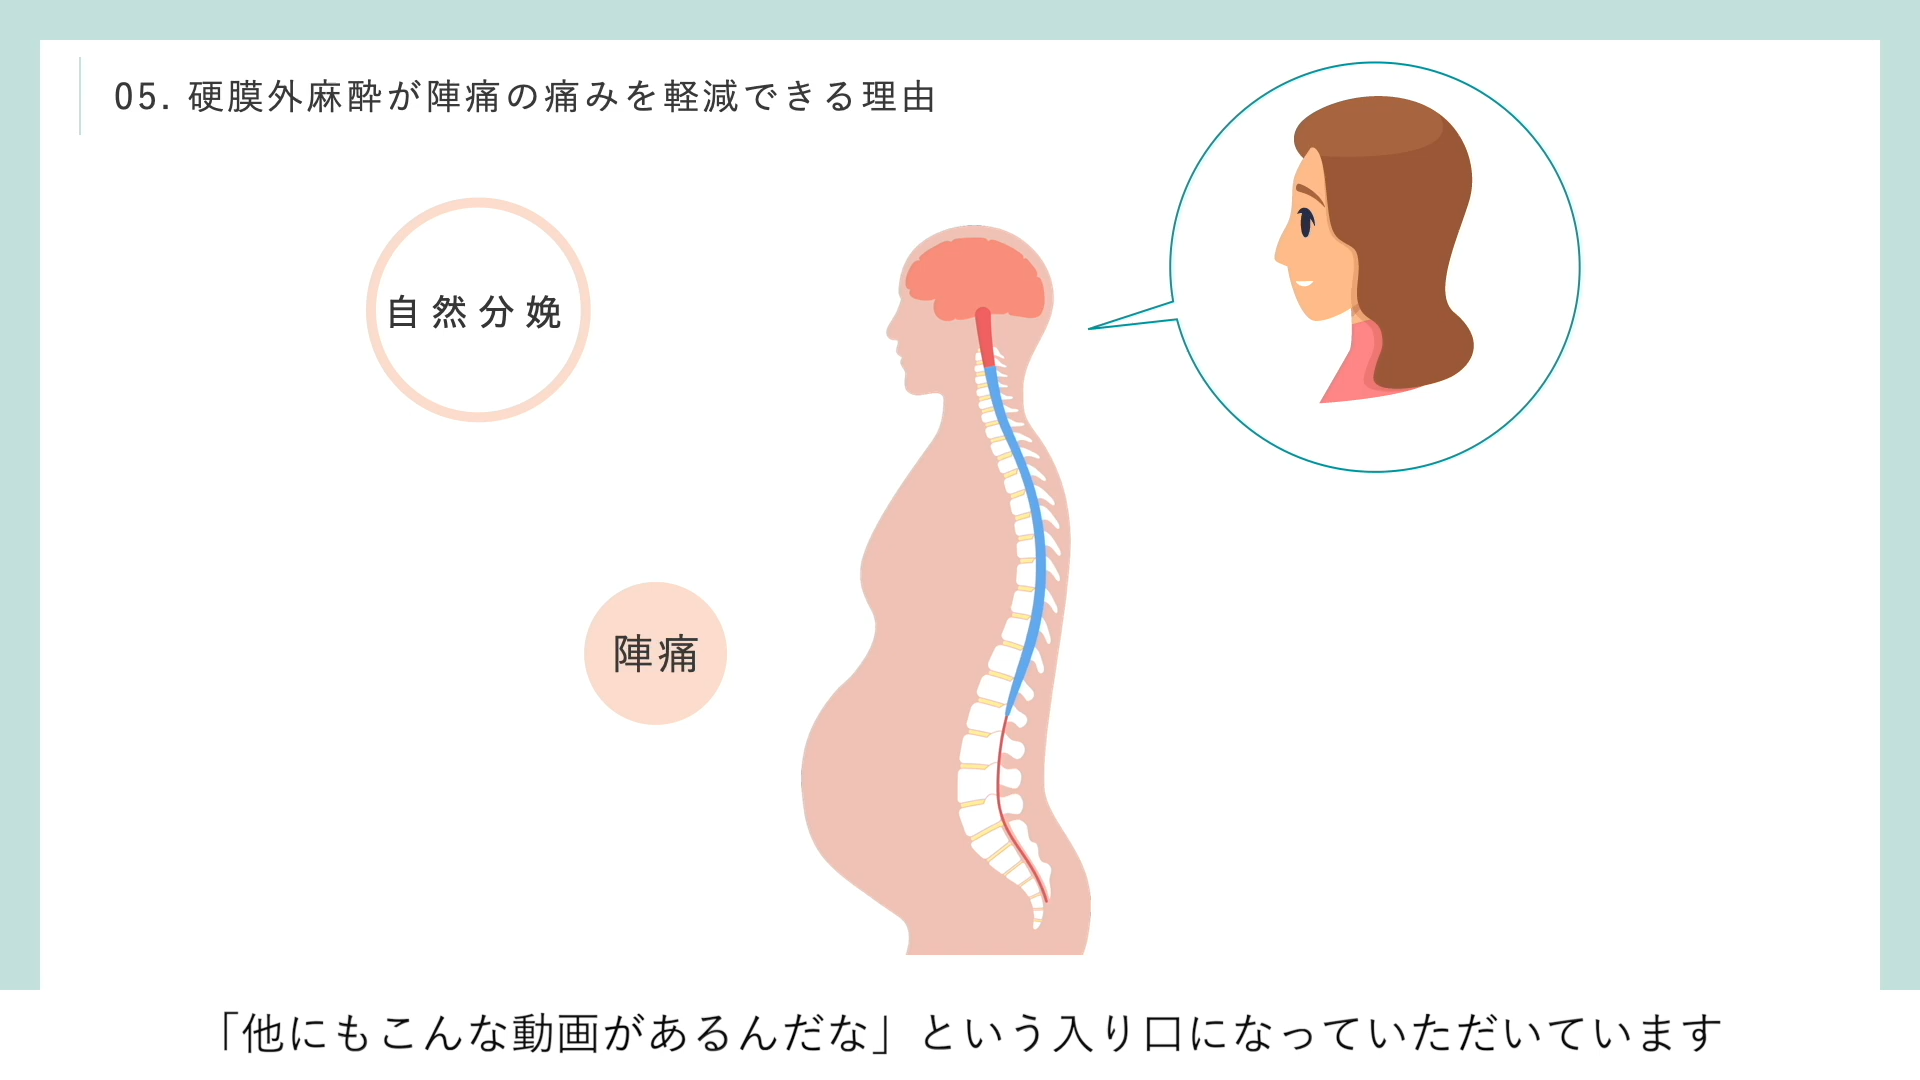 05. 硬膜外麻酔が陣痛の痛みを軽減できる理由
自然分娩
陣痛
「他にもこんな動画があるんだな」という入り口になっていただいています